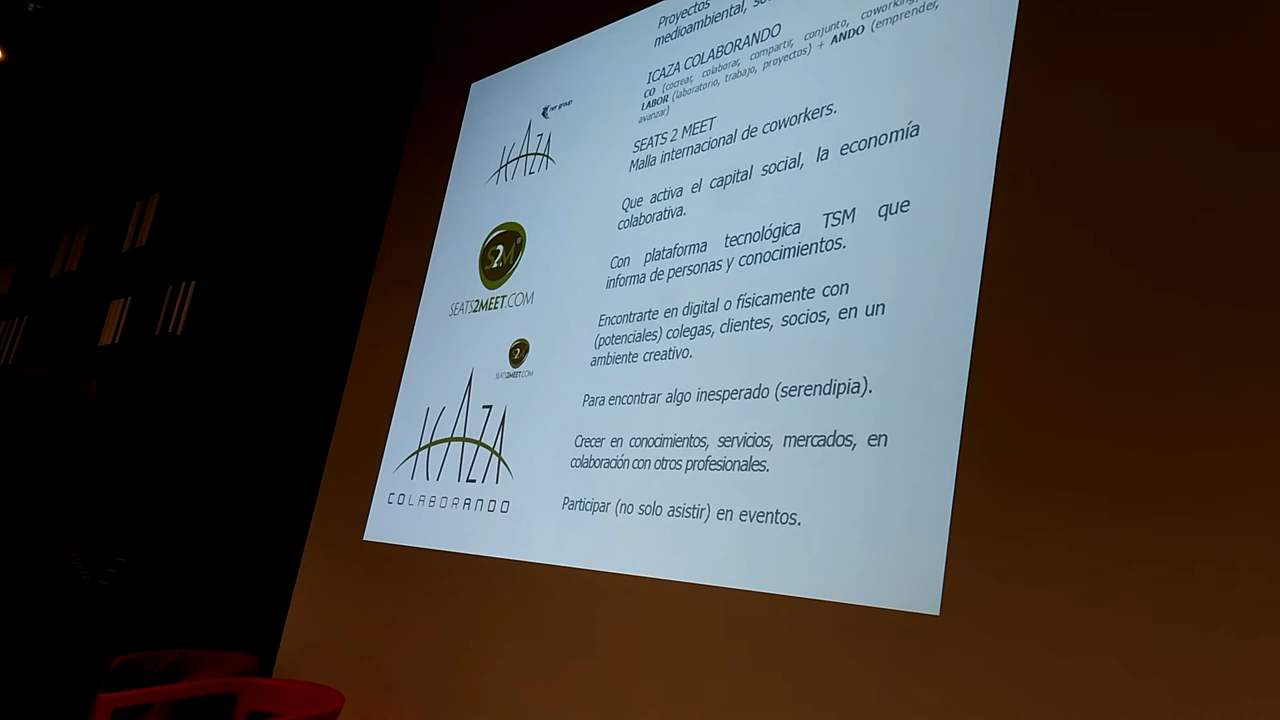 Proyectos
medioambiental,
ICAZA COLABORANDO
CO (cocrear, colaborar, compartir, conjunto, coworking,
LABOR (laboratorio, trabajo, proyectos) + ANDO (emprender,
avanzar)
SEATS 2 MEET
Malla internacional de coworkers.
Que activa el capital social, la economía
colaborativa.
Con plataforma tecnológica TSM que
informa de personas y conocimientos.
Encontrarte en digital o físicamente con
(potenciales) colegas, clientes, socios, en un
ambiente creativo.
Para encontrar algo inesperado (serendipia).
Crecer en conocimientos, servicios, mercados, en
colaboración con otros profesionales.
Participar (no solo asistir) en eventos.
ner group
ICAZA
S2M
SEATS2MEET.COM
S2M
SEATS2MEET.COM
ICAZA
COLABORANDO